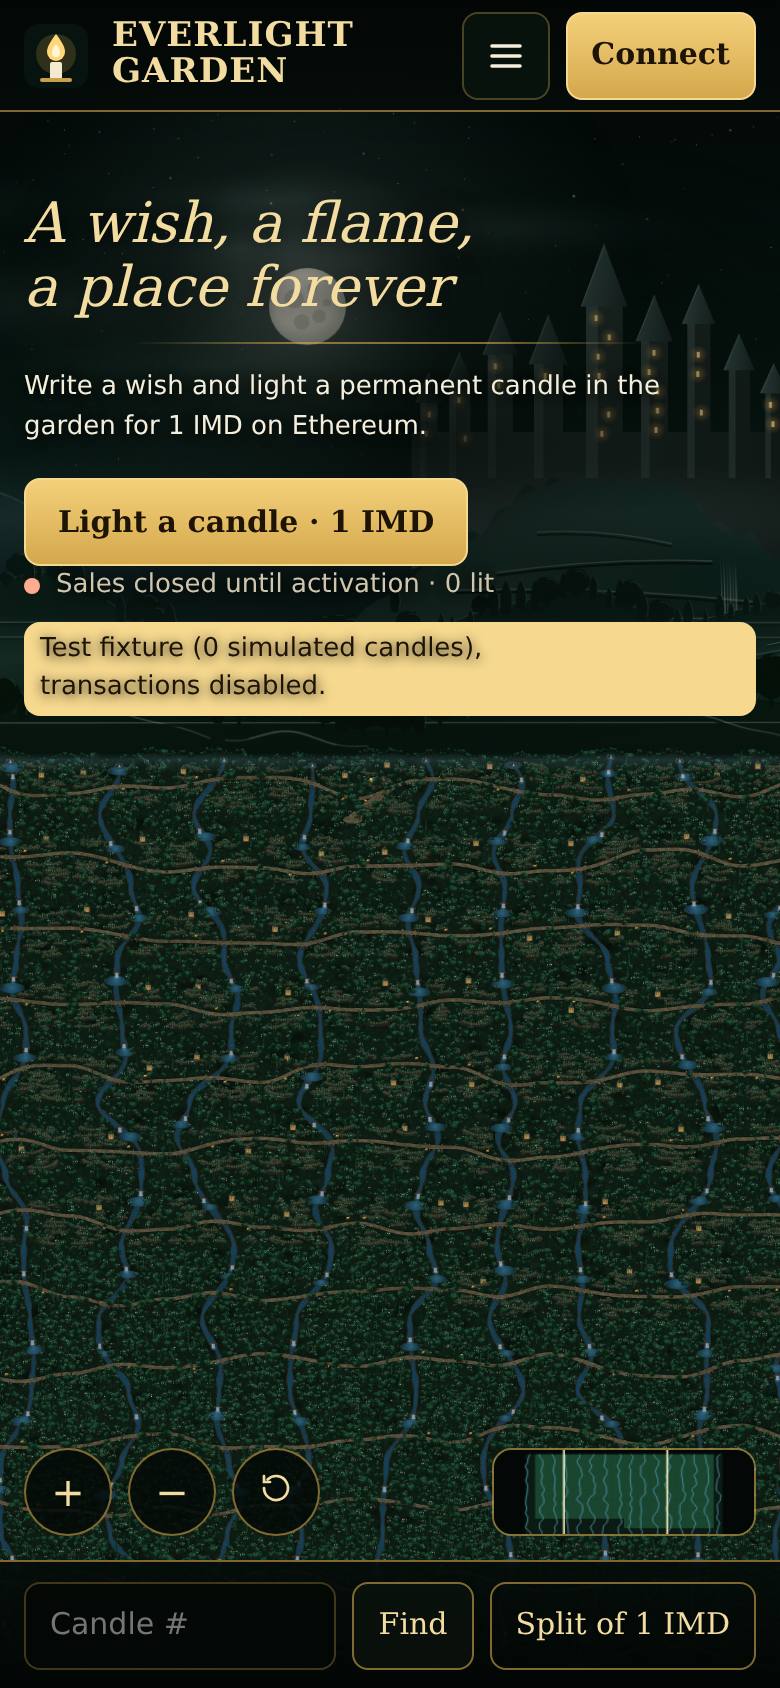 EVERLIGHT
GARDEN
Connect
A wish, a flame,
a place forever
Write a wish and light a permanent candle in the
garden for 1 IMD on Ethereum.
Light a candle · 1 IMD
Sales closed until activation · 0 lit
Test fixture (0 simulated candles),
transactions disabled.
+
−
Candle #
Find
Split of 1 IMD